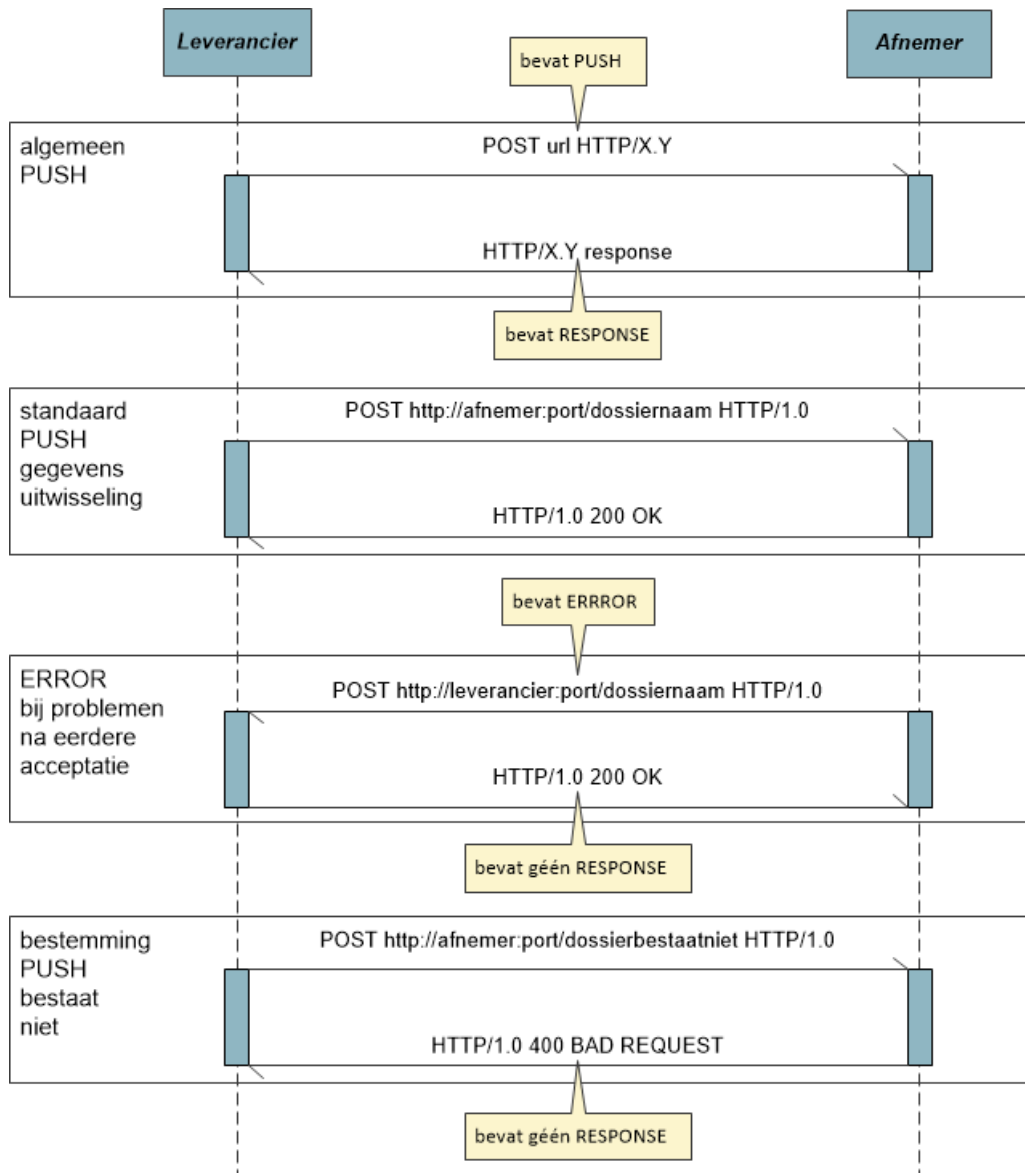 Leverancier
Afnemer
bevat PUSH
algemeen
PUSH
POST url HTTP/X.Y
HTTP/X.Y response
bevat RESPONSE
standaard
PUSH
gegevens
uitwisseling
POST http://afnemer:port/dossiernaam HTTP/1.0
HTTP/1.0 200 OK
bevat ERRROR
ERROR
bij problemen
na eerdere
acceptatie
POST http://leverancier:port/dossiernaam HTTP/1.0
HTTP/1.0 200 OK
bevat géén RESPONSE
bestemming
PUSH
bestaat
niet
POST http://afnemer:port/dossierbestaatniet HTTP/1.0
HTTP/1.0 400 BAD REQUEST
bevat géén RESPONSE